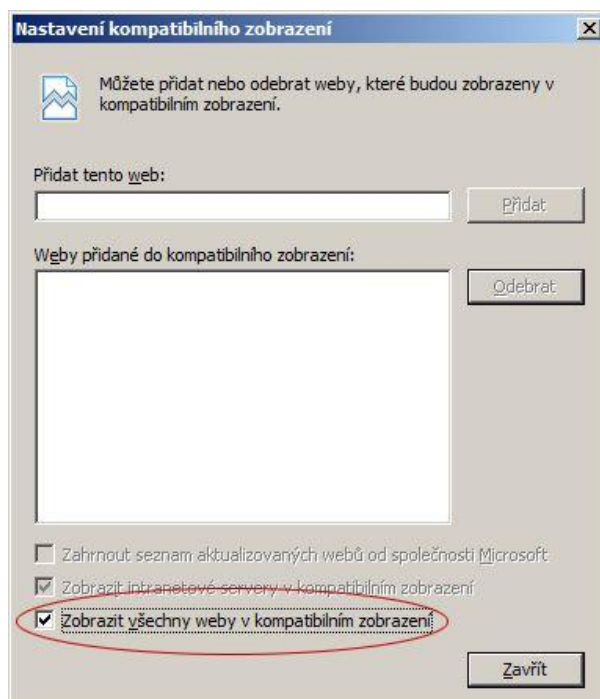 Nastavení kompatibilního zobrazení
Můžete přidat nebo odebrat weby, které budou zobrazeny v
kompatibilním zobrazení.
Přidat tento web:
Přidat
Weby přidané do kompatibilního zobrazení:
Odebrat
Zahrnout seznam aktualizovaných webů od společnosti Microsoft
Zobrazit intranetové servery v kompatibilním zobrazení
Zobrazit všechny weby v kompatibilním zobrazení
Zavřít